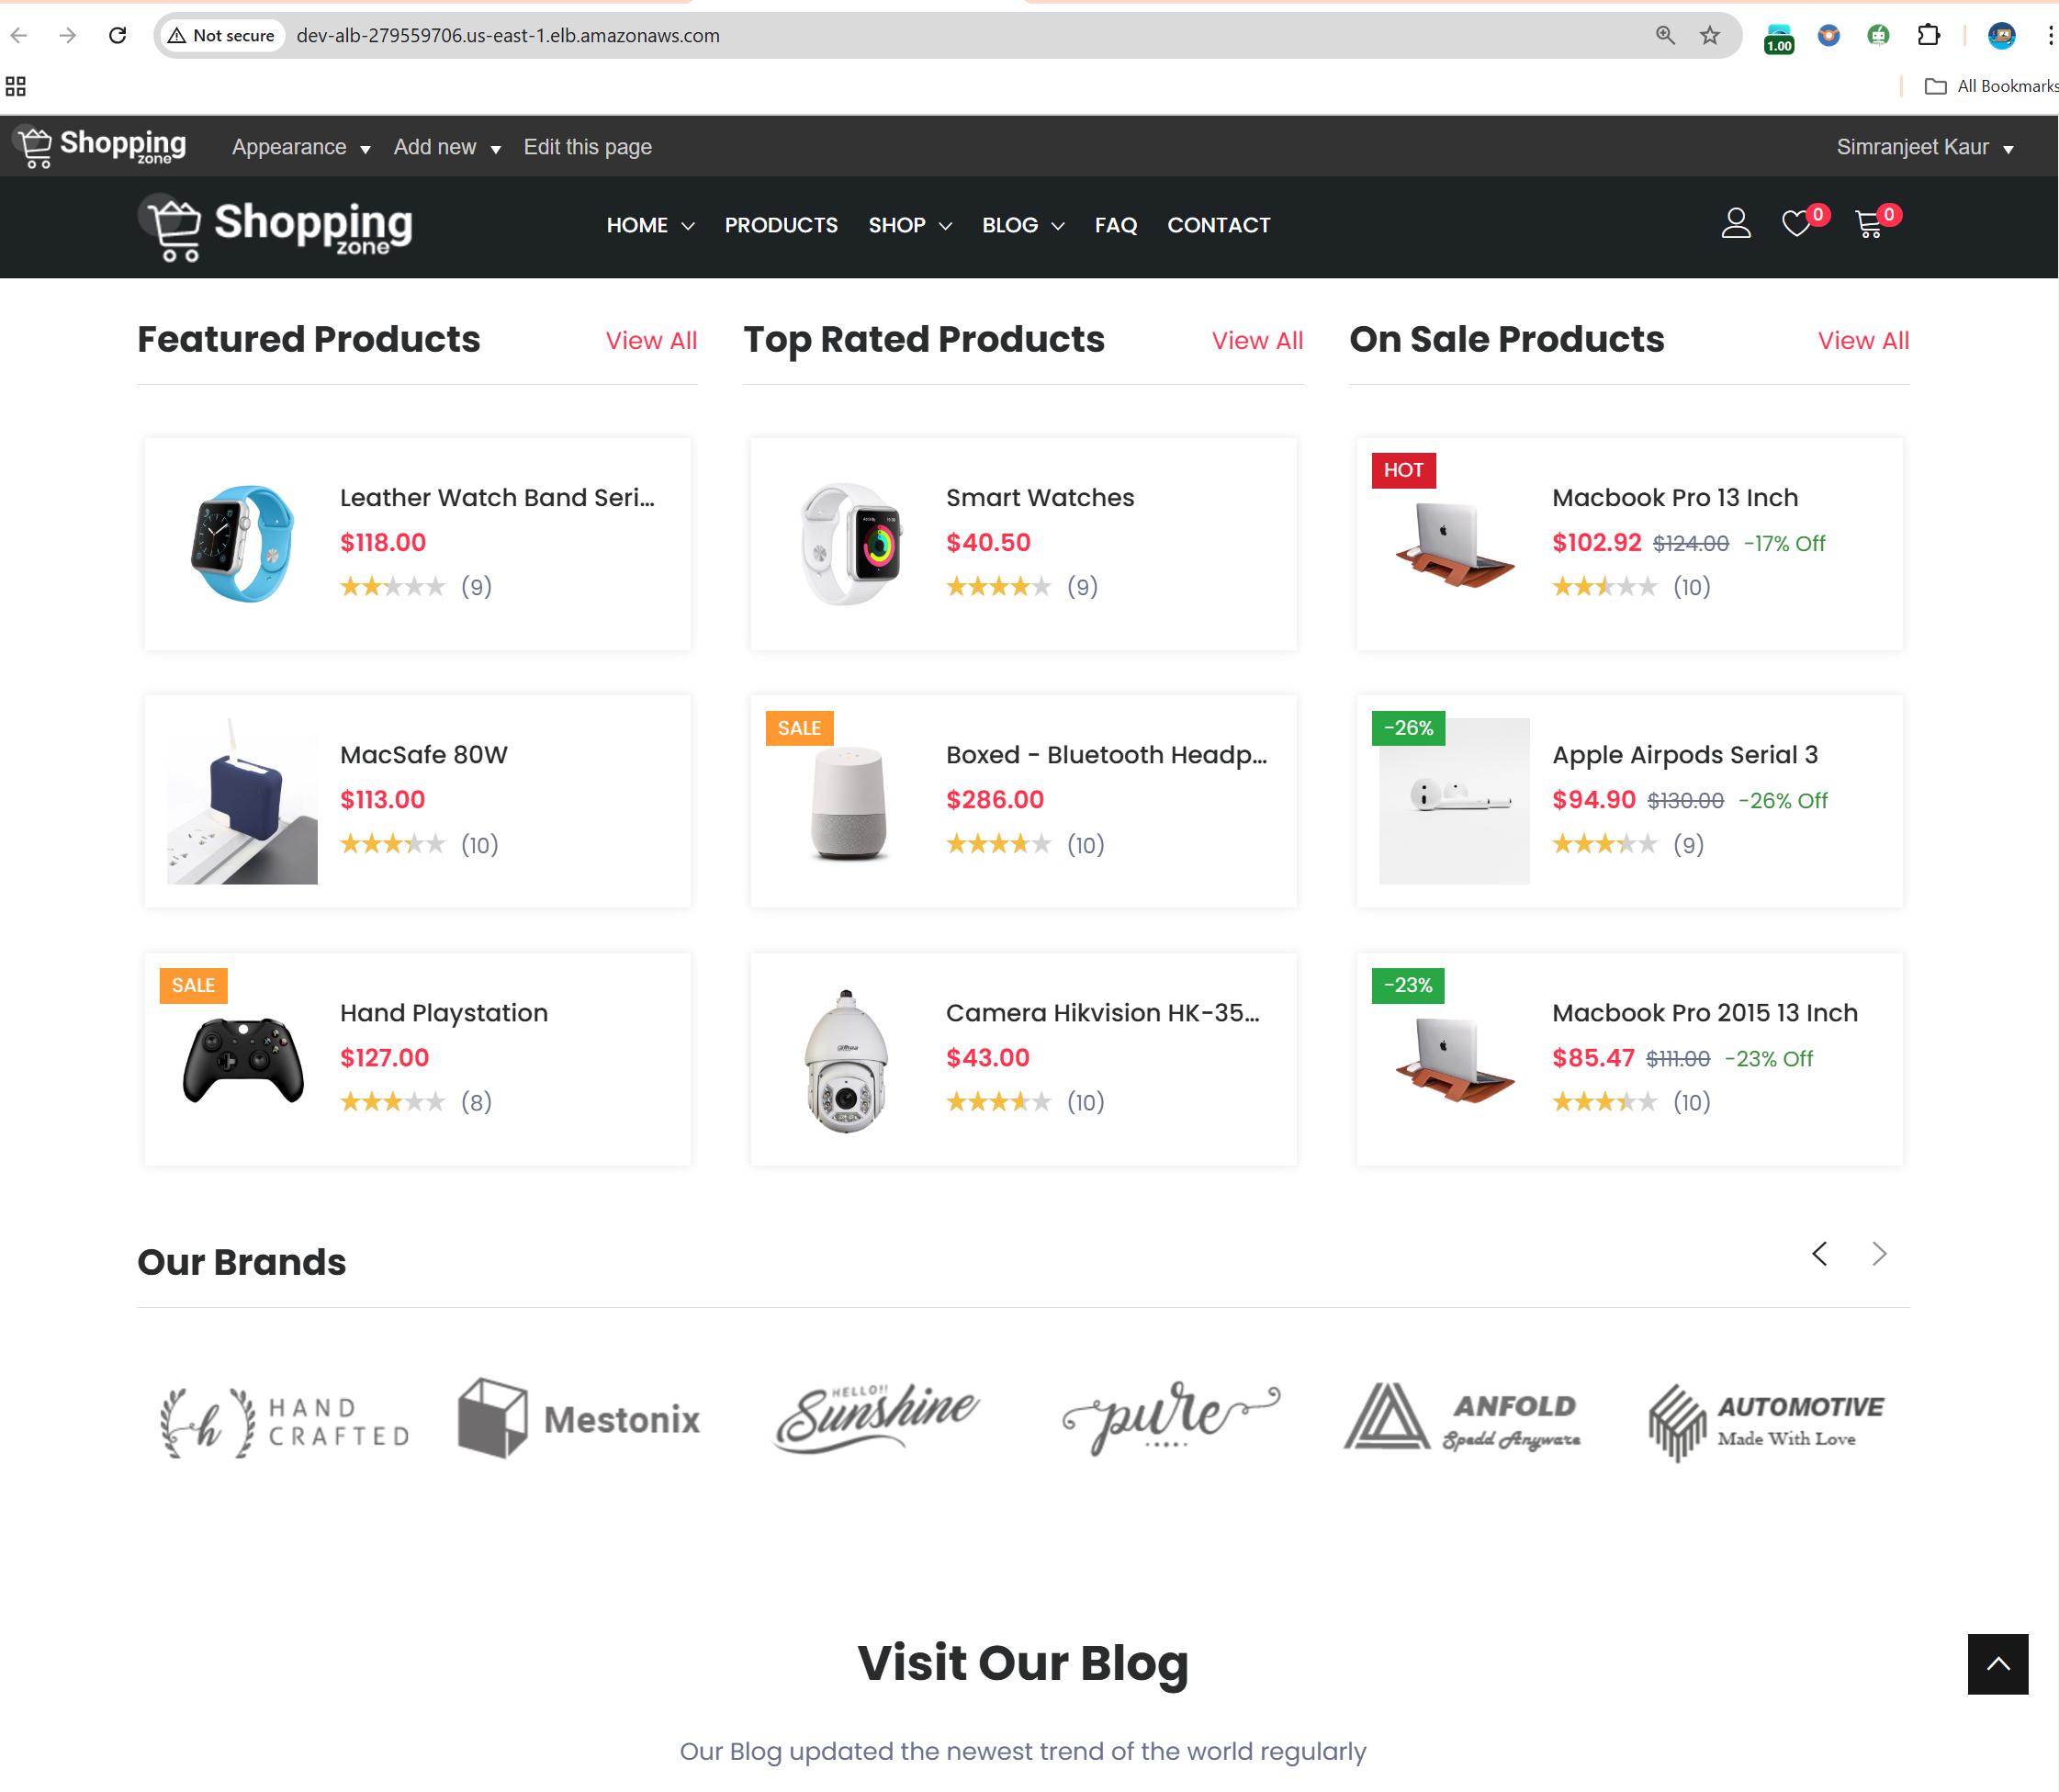 Not secure
dev-alb-279559706.us-east-1.elb.amazonaws.com
1.00
All Bookmarks
Shopping
zone
Appearance
Add new
Edit this page
Simranjeet Kaur
Shopping
zone
HOME
PRODUCTS
SHOP
BLOG
FAQ
CONTACT
0
0
Featured Products
View All
Leather Watch Band Seri...
$118.00
(9)
MacSafe 80W
$113.00
(10)
SALE
Hand Playstation
$127.00
(8)
Top Rated Products
View All
Smart Watches
$40.50
(9)
SALE
Boxed - Bluetooth Headp...
$286.00
(10)
Camera Hikvision HK-35...
$43.00
(10)
On Sale Products
View All
HOT
Macbook Pro 13 Inch
$102.92 $124.00 -17% Off
(10)
-26%
Apple Airpods Serial 3
$94.90 $130.00 -26% Off
(9)
-23%
Macbook Pro 2015 13 Inch
$85.47 $111.00 -23% Off
(10)
Our Brands
h
HAND
CRAFTED
Mestonix
HELLO!!
Sunshine
pure
ANFOLD
Spedd Anyware
AUTOMOTIVE
Made With Love
Visit Our Blog
Our Blog updated the newest trend of the world regularly